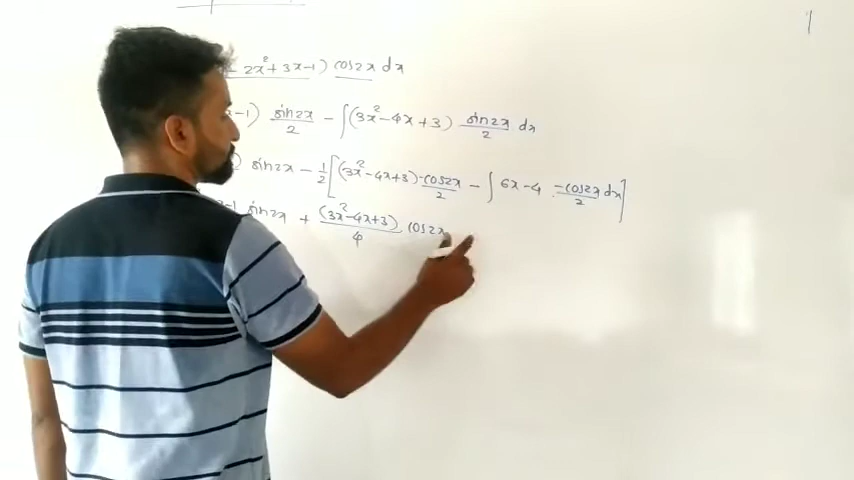 - 2x² + 3x - 1) cos2x dx
x-1) sin2x/2 - ∫(3x² - 4x + 3) sin2x/2 dx
) sin2x - 1/2 [(3x² - 4x + 3) -cos2x/2 - ∫ 6x - 4 . -cos2x/2 dx]
-1 sin2x + (3x² - 4x + 3)/4 cos2x